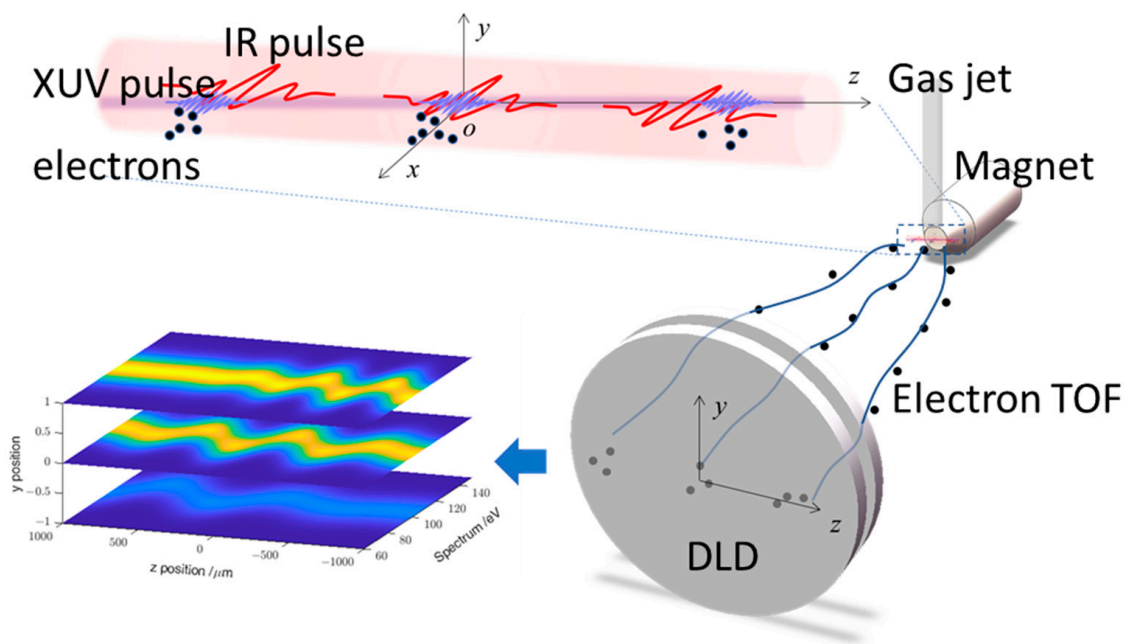 IR pulse
y
XUV pulse
z
Gas jet
o
x
electrons
Magnet
Electron TOF
y
z
DLD
1
0.5
0
−0.5
−1
y position
1000
500
0
−500
−1000
z position /μm
60
80
100
120
140
Spectrum /eV